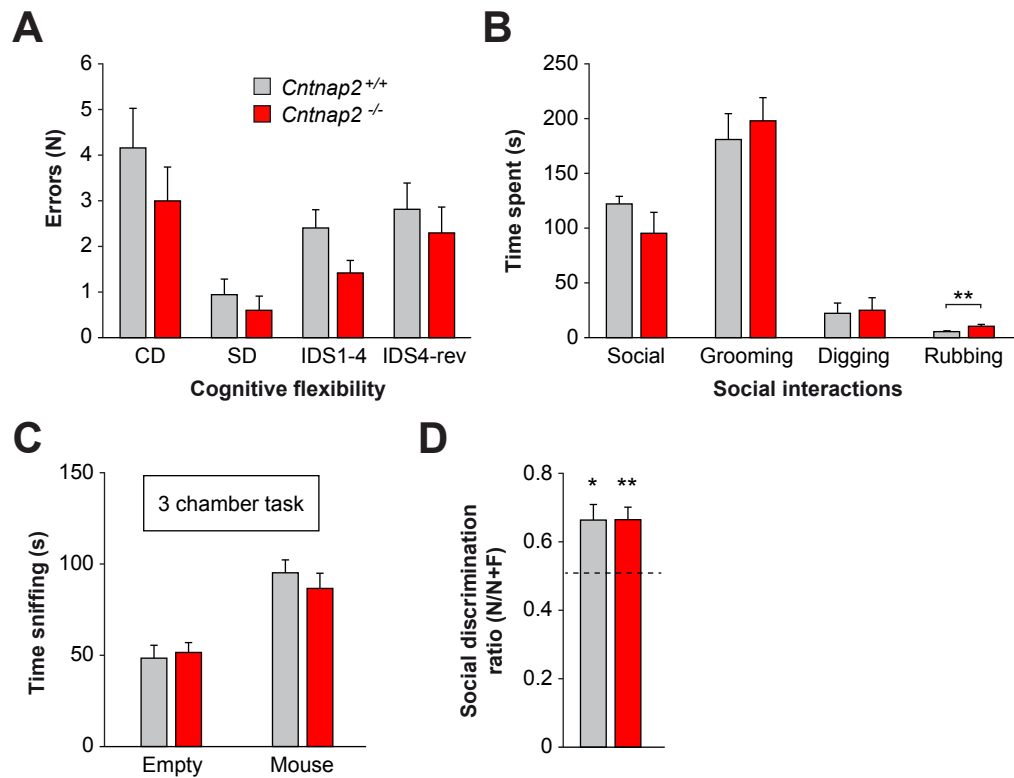 A
Errors (N)
6
5
4
3
2
1
0
Cntnap2 +/+
Cntnap2 -/-
CD SD IDS1-4 IDS4-rev
Cognitive flexibility
B
Time spent (s)
250
200
150
100
50
0
**
Social Grooming Digging Rubbing
Social interactions
C
Time sniffing (s)
150
100
50
0
3 chamber task
Empty Mouse
D
Social discrimination
ratio (N/N+F)
0.8
0.6
0.4
0.2
0
* **